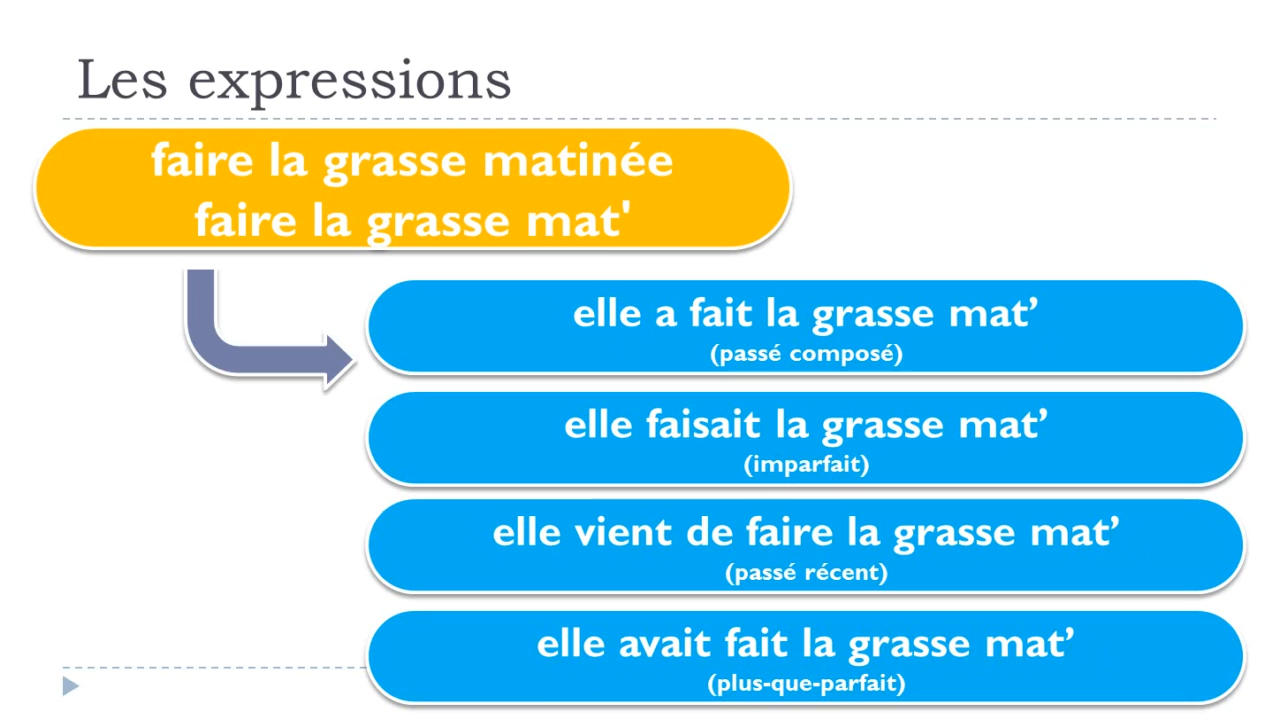 Les expressions
faire la grasse matinée
faire la grasse mat'
elle a fait la grasse mat’
(passé composé)
elle faisait la grasse mat’
(imparfait)
elle vient de faire la grasse mat’
(passé récent)
elle avait fait la grasse mat’
(plus-que-parfait)